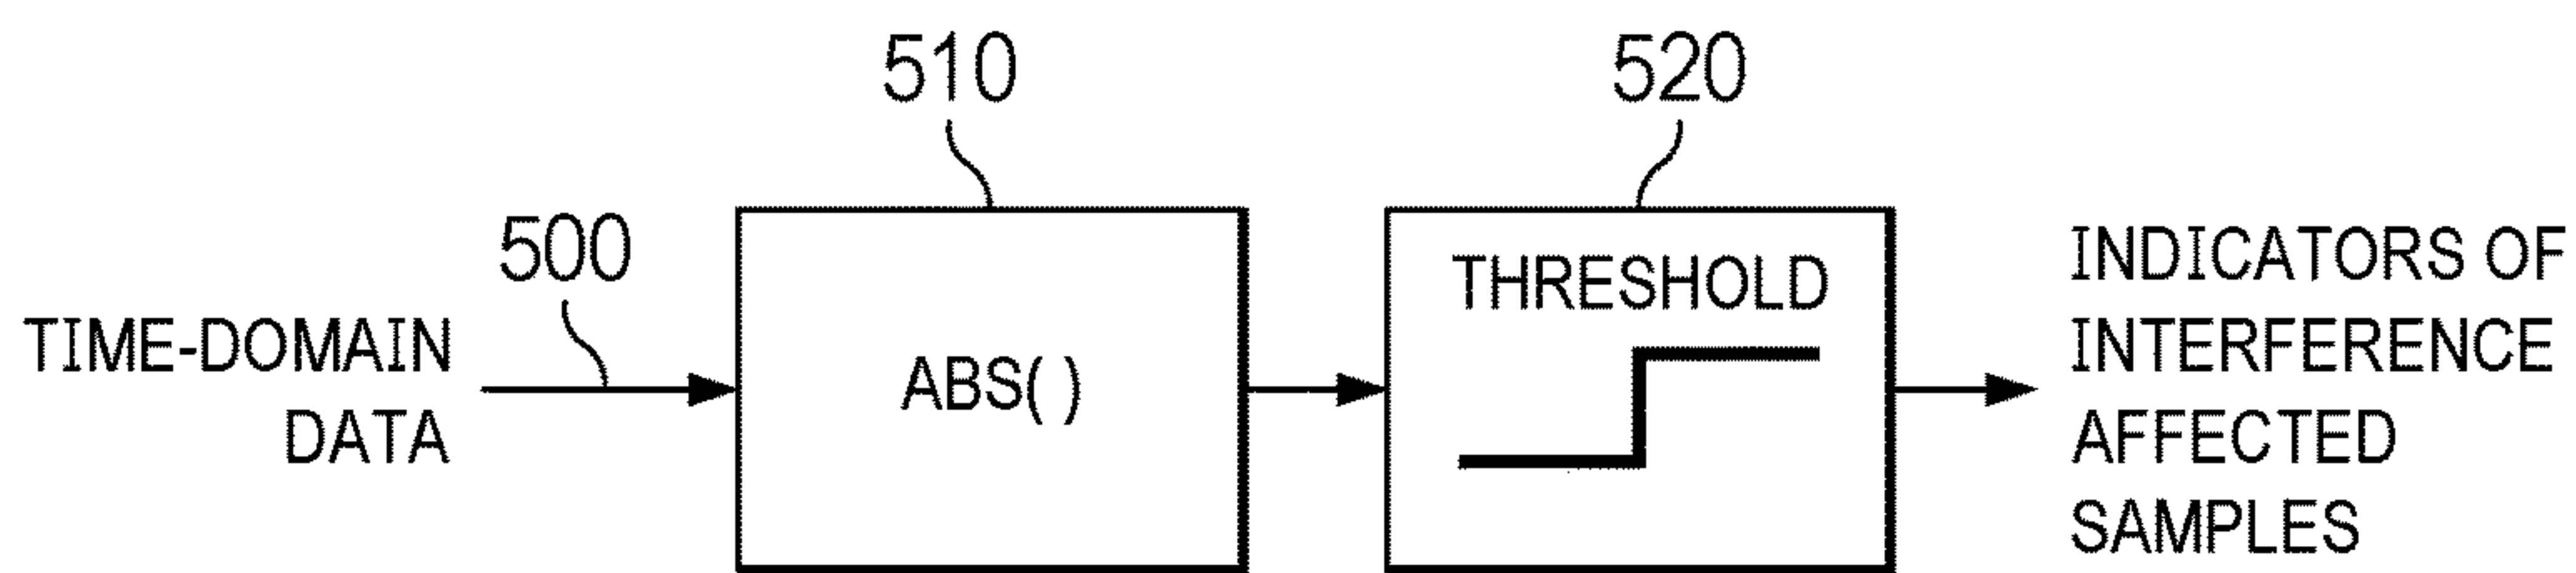 510
520
500
TIME-DOMAIN
DATA
ABS( )
THRESHOLD
INDICATORS OF
INTERFERENCE
AFFECTED
SAMPLES